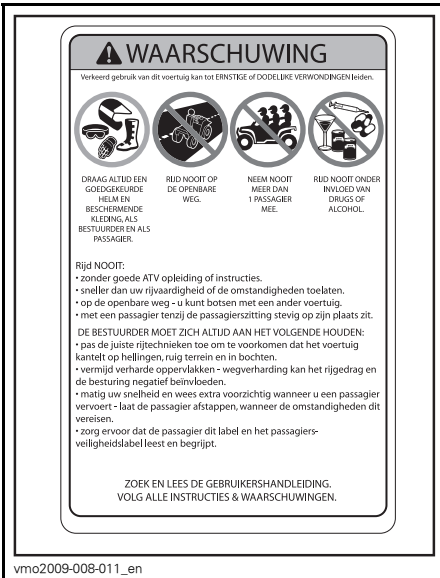 WAARSCHUWING
Verkeerd gebruik van dit voertuig kan tot ERNSTIGE of DODELIJKE VERWONDINGEN leiden.
DRAAG ALTIJD EEN
GOEDGEKEURDE
HELM EN
BESCHERMENDE
KLEDING, ALS
BESTUURDER EN ALS
PASSAGIER.
RIJD NOOIT OP
DE OPENBARE
WEG.
NEEM NOOIT
MEER DAN
1 PASSAGIER
MEE.
RIJD NOOIT ONDER
INVLOED VAN
DRUGS OF
ALCOHOL.
Rijd NOOIT:
• zonder goede ATV opleiding of instructies.
• sneller dan uw rijvaardigheid of de omstandigheden toelaten.
• op de openbare weg - u kunt botsen met een ander voertuig.
• met een passagier tenzij de passagierszitting stevig op zijn plaats zit.
DE BESTUURDER MOET ZICH ALTIJD AAN HET VOLGENDE HOUDEN:
• pas de juiste rijtechnieken toe om te voorkomen dat het voertuig
kantelt op hellingen, ruig terrein en in bochten.
• vermijd verharde oppervlakken - wegverharding kan het rijgedrag en
de besturing negatief beïnvloeden.
• matig uw snelheid en wees extra voorzichtig wanneer u een passagier
vervoert - laat de passagier afstappen, wanneer de omstandigheden dit
vereisen.
• zorg ervoor dat de passagier dit label en het passagiers-
veiligheidslabel leest en begrijpt.
ZOEK EN LEES DE GEBRUIKERSHANDLEIDING.
VOLG ALLE INSTRUCTIES & WAARSCHUWINGEN.
vmo2009-008-011_en